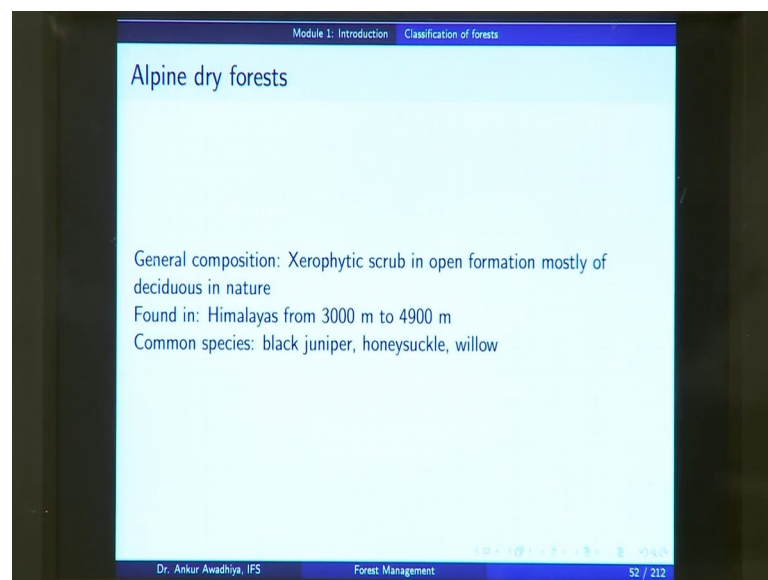 Module 1: Introduction Classification of forests
Alpine dry forests
General composition: Xerophytic scrub in open formation mostly of
deciduous in nature
Found in: Himalayas from 3000 m to 4900 m
Common species: black juniper, honeysuckle, willow
Dr. Ankur Awadhiya, IFS Forest Management 52 / 212